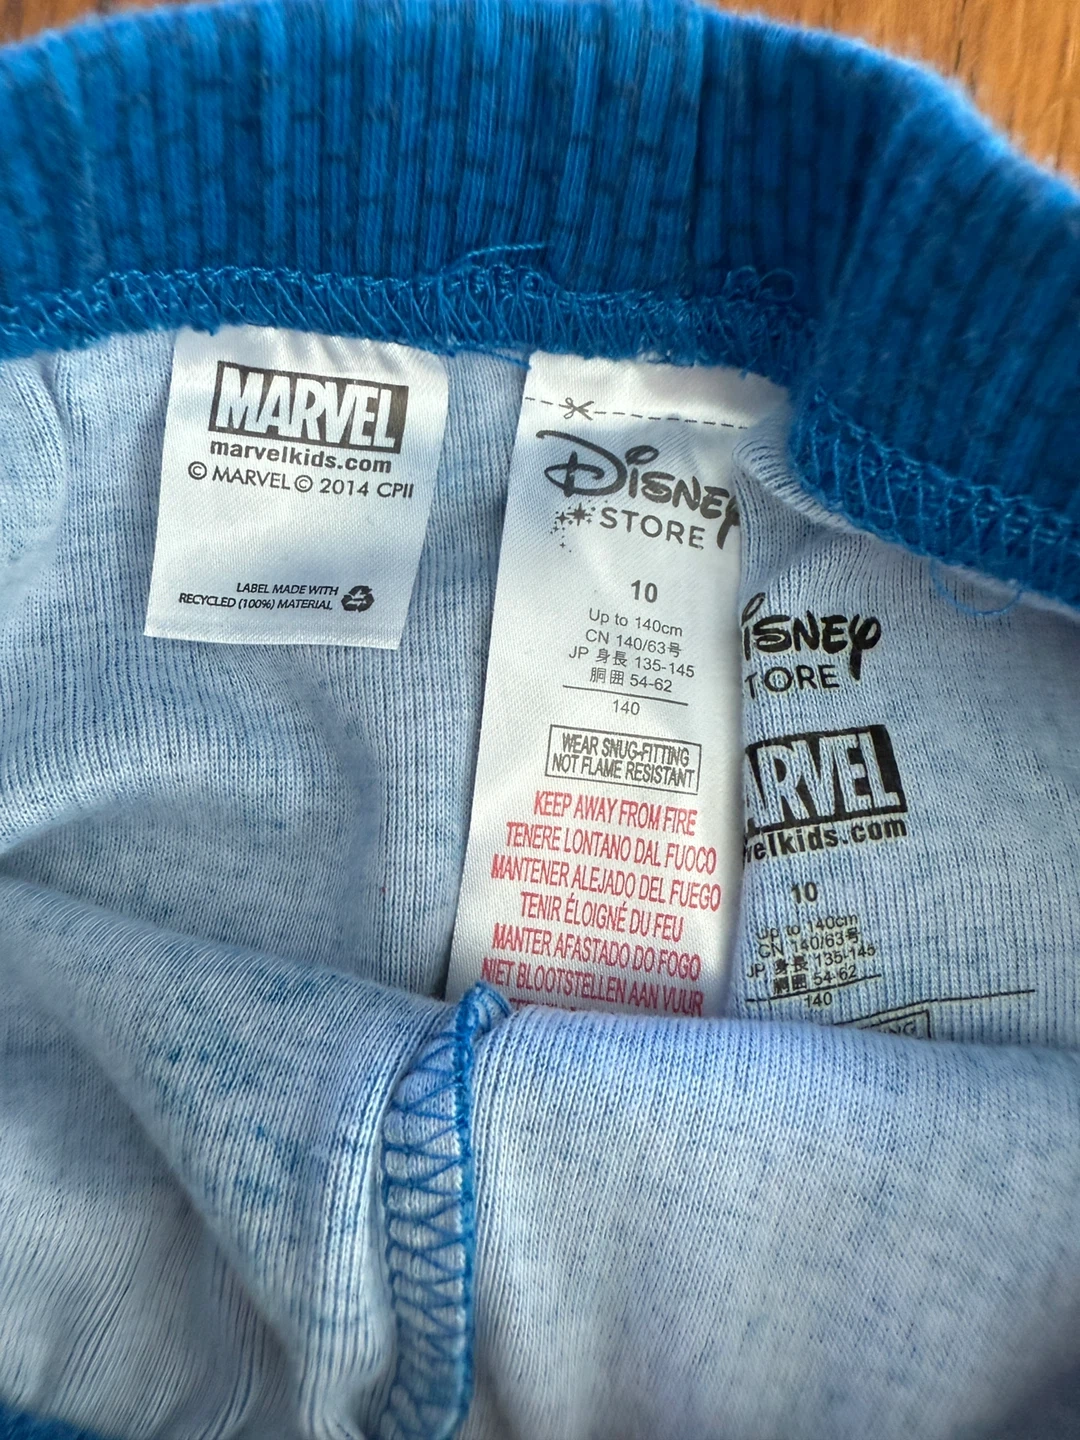 MARVEL
marvelkids.com
© MARVEL © 2014 CPII
LABEL MADE WITH
RECYCLED (100%) MATERIAL
Disney
STORE
10
Up to 140cm
CN 140/63号
JP 身長 135-145
胴囲 54-62
140
WEAR SNUG-FITTING
NOT FLAME RESISTANT
KEEP AWAY FROM FIRE
TENERE LONTANO DAL FUOCO
MANTENER ALEJADO DEL FUEGO
TENIR ÉLOIGNÉ DU FEU
MANTER AFASTADO DO FOGO
NIET BLOOTSTELLEN AAN VUUR
isney
TORE
ARVEL
elkids.com
10
Up to 140cm
CN 140/63号
JP 身長 135-145
胴囲 54-62
140